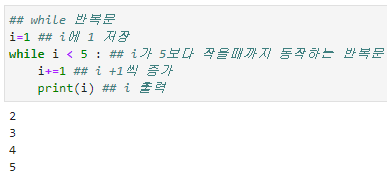 ## while 반복문
i=1 ## i에 1 저장
while i < 5 : ## i가 5보다 작을때까지 동작하는 반복문
    i+=1 ## i +1씩 증가
    print(i) ## i 출력
2
3
4
5